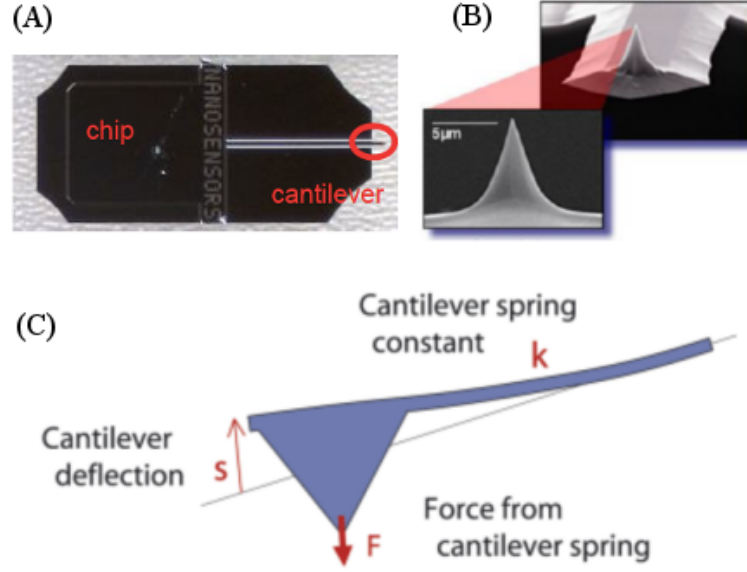 (A)
NANOSENSORS
chip
cantilever
(B)
5µm
(C)
Cantilever spring
constant
k
Cantilever
deflection
s
F
Force from
cantilever spring